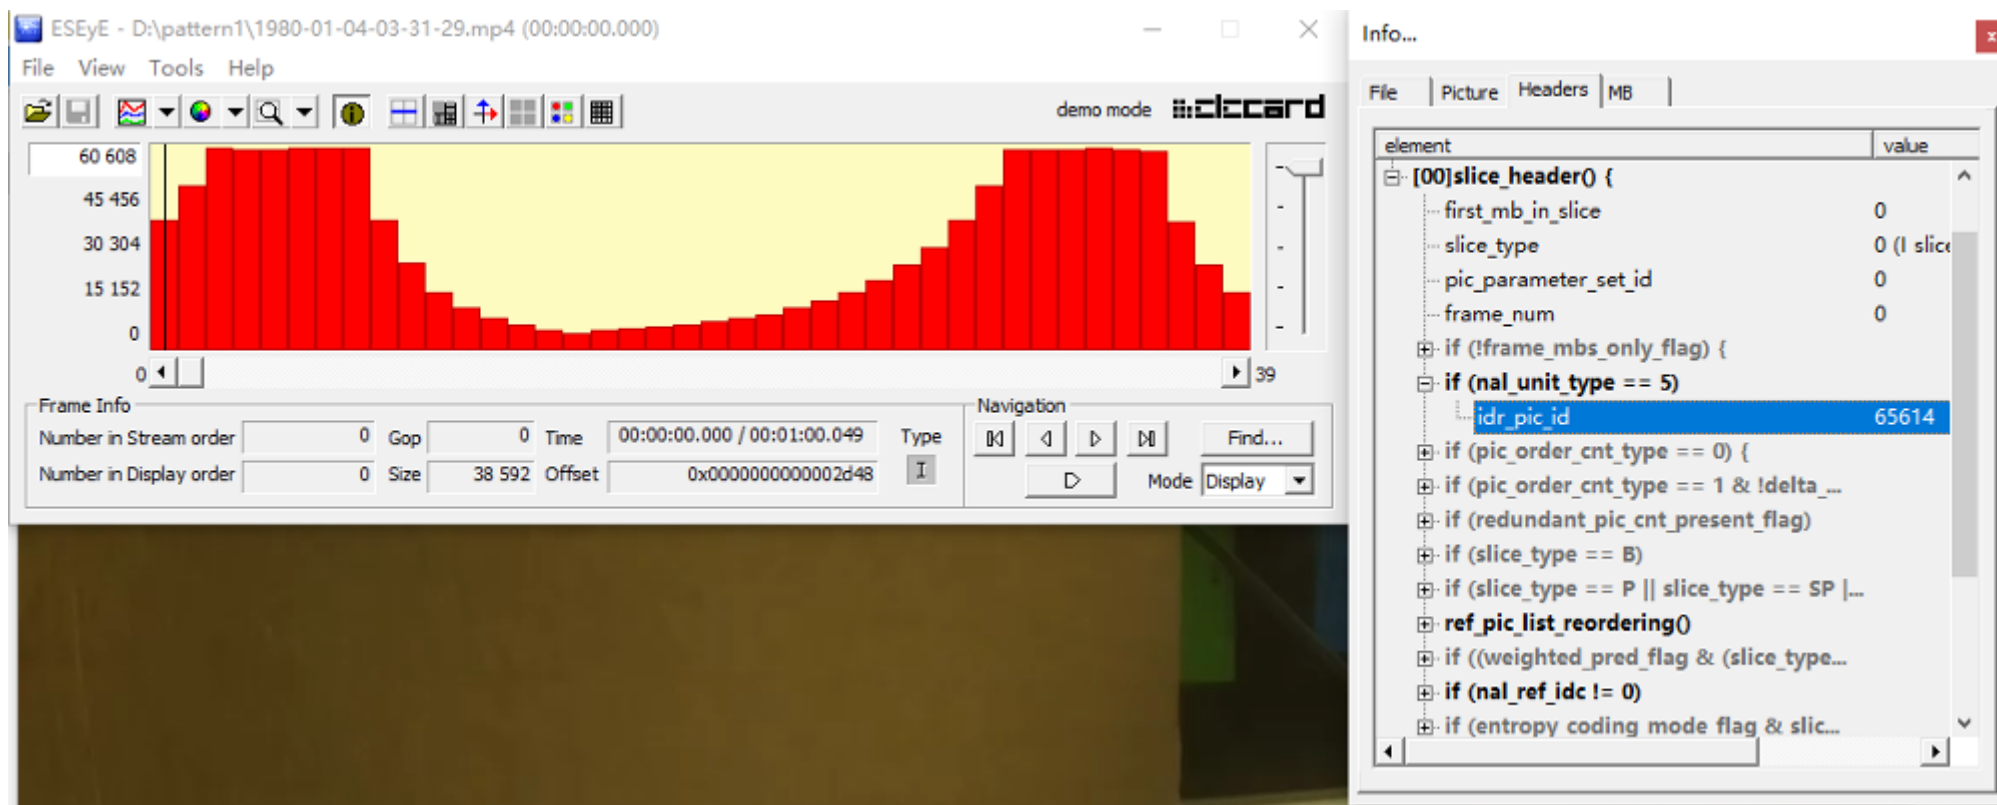 ESEyE - D:\pattern1\1980-01-04-03-31-29.mp4 (00:00:00.000)
File View Tools Help
demo mode elecard
60 608
45 456
30 304
15 152
0
0 39
Frame Info
Number in Stream order 0 Gop 0 Time 00:00:00.000 / 00:01:00.049 Type
Number in Display order 0 Size 38 592 Offset 0x0000000000002d48 I
Navigation
Find...
Mode Display
Info...
File Picture Headers MB
element value
[00]slice_header() {
first_mb_in_slice 0
slice_type 0 (I slice
pic_parameter_set_id 0
frame_num 0
if (!frame_mbs_only_flag) {
if (nal_unit_type == 5)
idr_pic_id 65614
if (pic_order_cnt_type == 0) {
if (pic_order_cnt_type == 1 & !delta_...
if (redundant_pic_cnt_present_flag)
if (slice_type == B)
if (slice_type == P || slice_type == SP |...
ref_pic_list_reordering()
if ((weighted_pred_flag & (slice_type...
if (nal_ref_idc != 0)
if (entropy coding mode flag & slic...